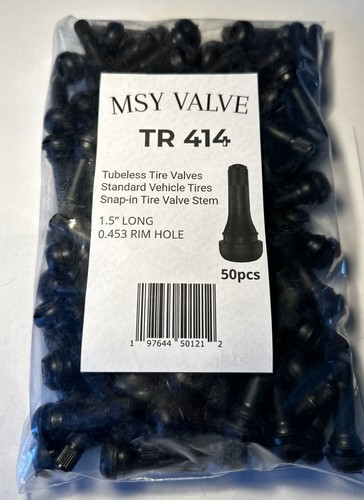 MSY VALVE
TR 414
Tubeless Tire Valves
Standard Vehicle Tires
Snap-in Tire Valve Stem
1.5” LONG
0.453 RIM HOLE
50pcs
1 97644 50121 2